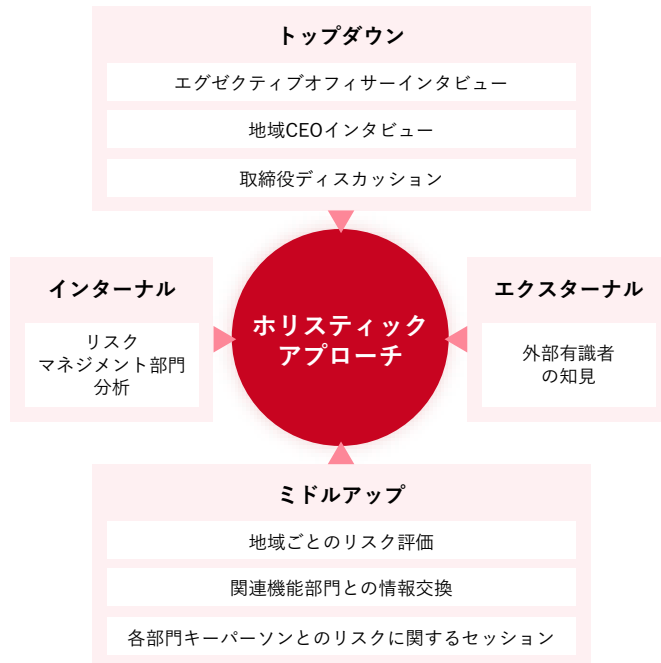 トップダウン
エグゼクティブオフィサーインタビュー
地域CEOインタビュー
取締役ディスカッション
インターナル
リスク
マネジメント部門
分析
ホリスティック
アプローチ
エクスターナル
外部有識者
の知見
ミドルアップ
地域ごとのリスク評価
関連機能部門との情報交換
各部門キーパーソンとのリスクに関するセッション